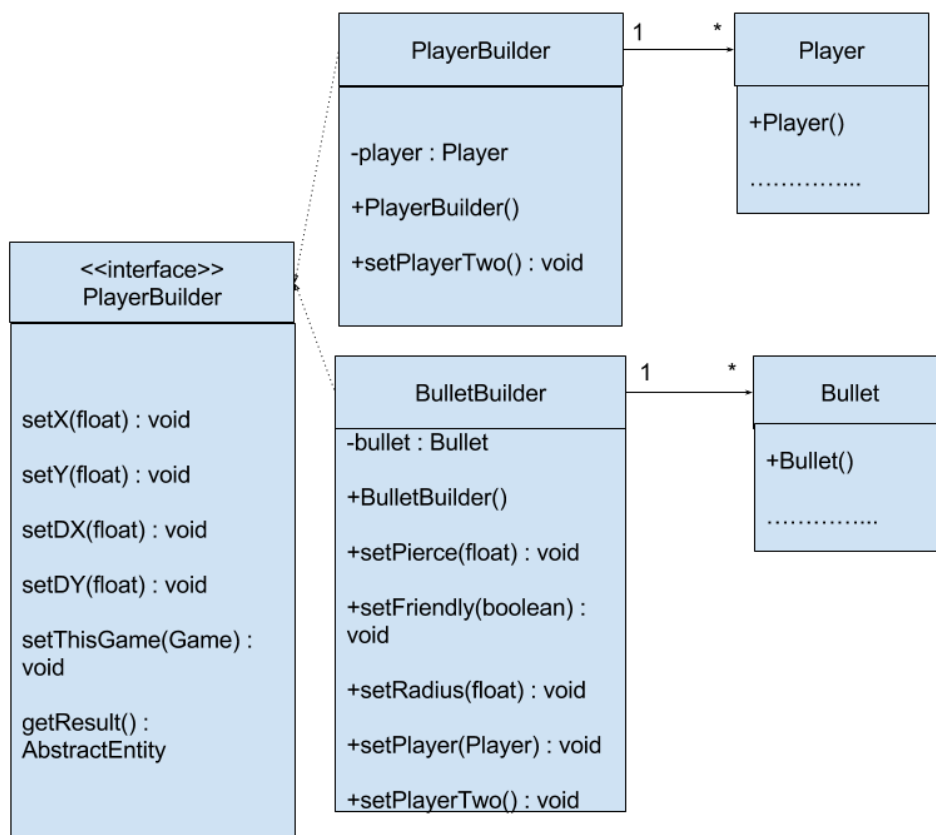 <<interface>>
PlayerBuilder
setX(float) : void
setY(float) : void
setDX(float) : void
setDY(float) : void
setThisGame(Game) :
void
getResult() :
AbstractEntity
PlayerBuilder
-player : Player
+PlayerBuilder()
+setPlayerTwo() : void
1
*
Player
+Player()
……………...
BulletBuilder
-bullet : Bullet
+BulletBuilder()
+setPierce(float) : void
+setFriendly(boolean) :
void
+setRadius(float) : void
+setPlayer(Player) : void
+setPlayerTwo() : void
1
*
Bullet
+Bullet()
……………...